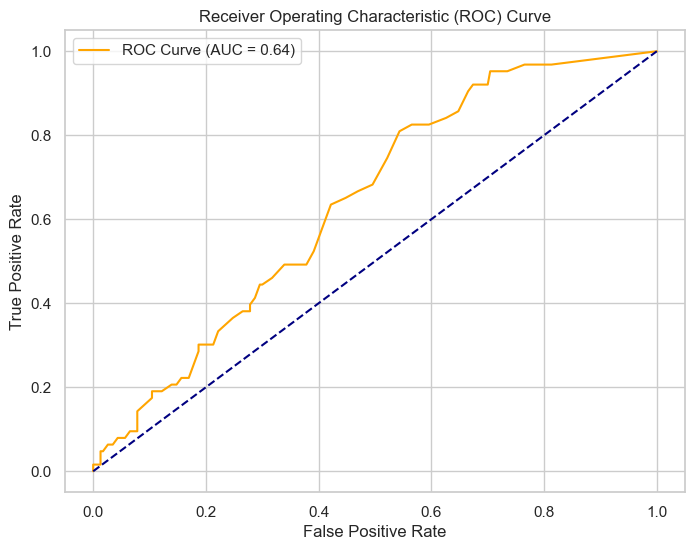 Receiver Operating Characteristic (ROC) Curve
ROC Curve (AUC = 0.64)
True Positive Rate
1.0
0.8
0.6
0.4
0.2
0.0
0.0 0.2 0.4 0.6 0.8 1.0
False Positive Rate